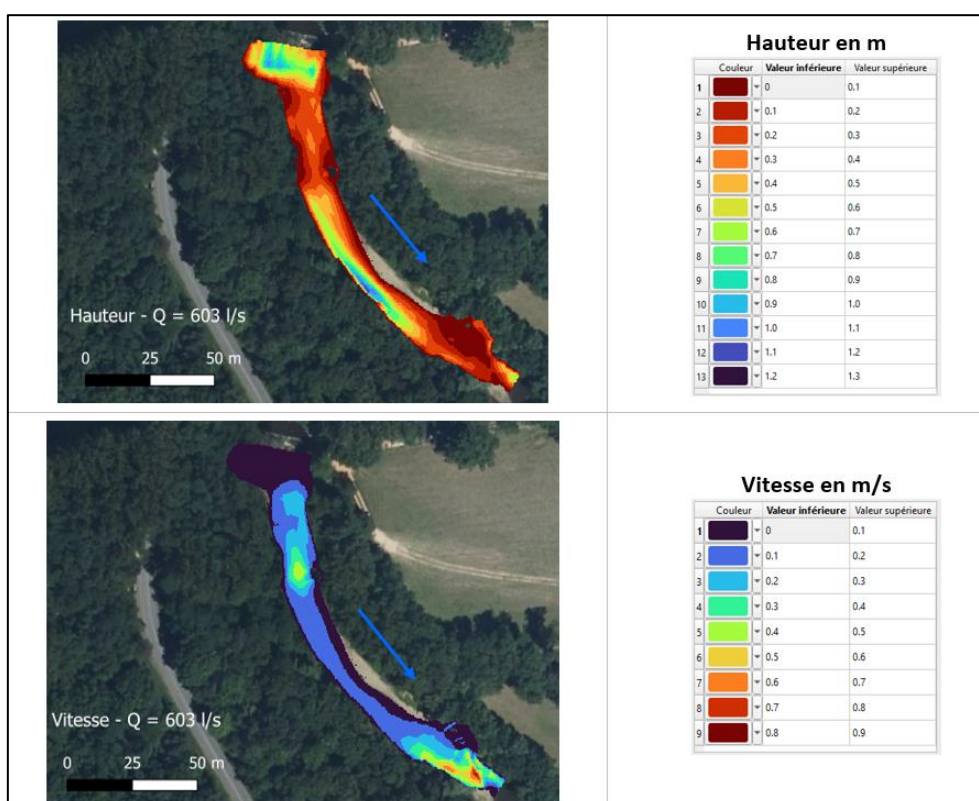 Hauteur - Q = 603 l/s
0 25 50 m
Hauteur en m
Couleur Valeur inférieure Valeur supérieure
1 0 0.1
2 0.1 0.2
3 0.2 0.3
4 0.3 0.4
5 0.4 0.5
6 0.5 0.6
7 0.6 0.7
8 0.7 0.8
9 0.8 0.9
10 0.9 1.0
11 1.0 1.1
12 1.1 1.2
13 1.2 1.3
Vitesse - Q = 603 l/s
0 25 50 m
Vitesse en m/s
Couleur Valeur inférieure Valeur supérieure
1 0 0.1
2 0.1 0.2
3 0.2 0.3
4 0.3 0.4
5 0.4 0.5
6 0.5 0.6
7 0.6 0.7
8 0.7 0.8
9 0.8 0.9